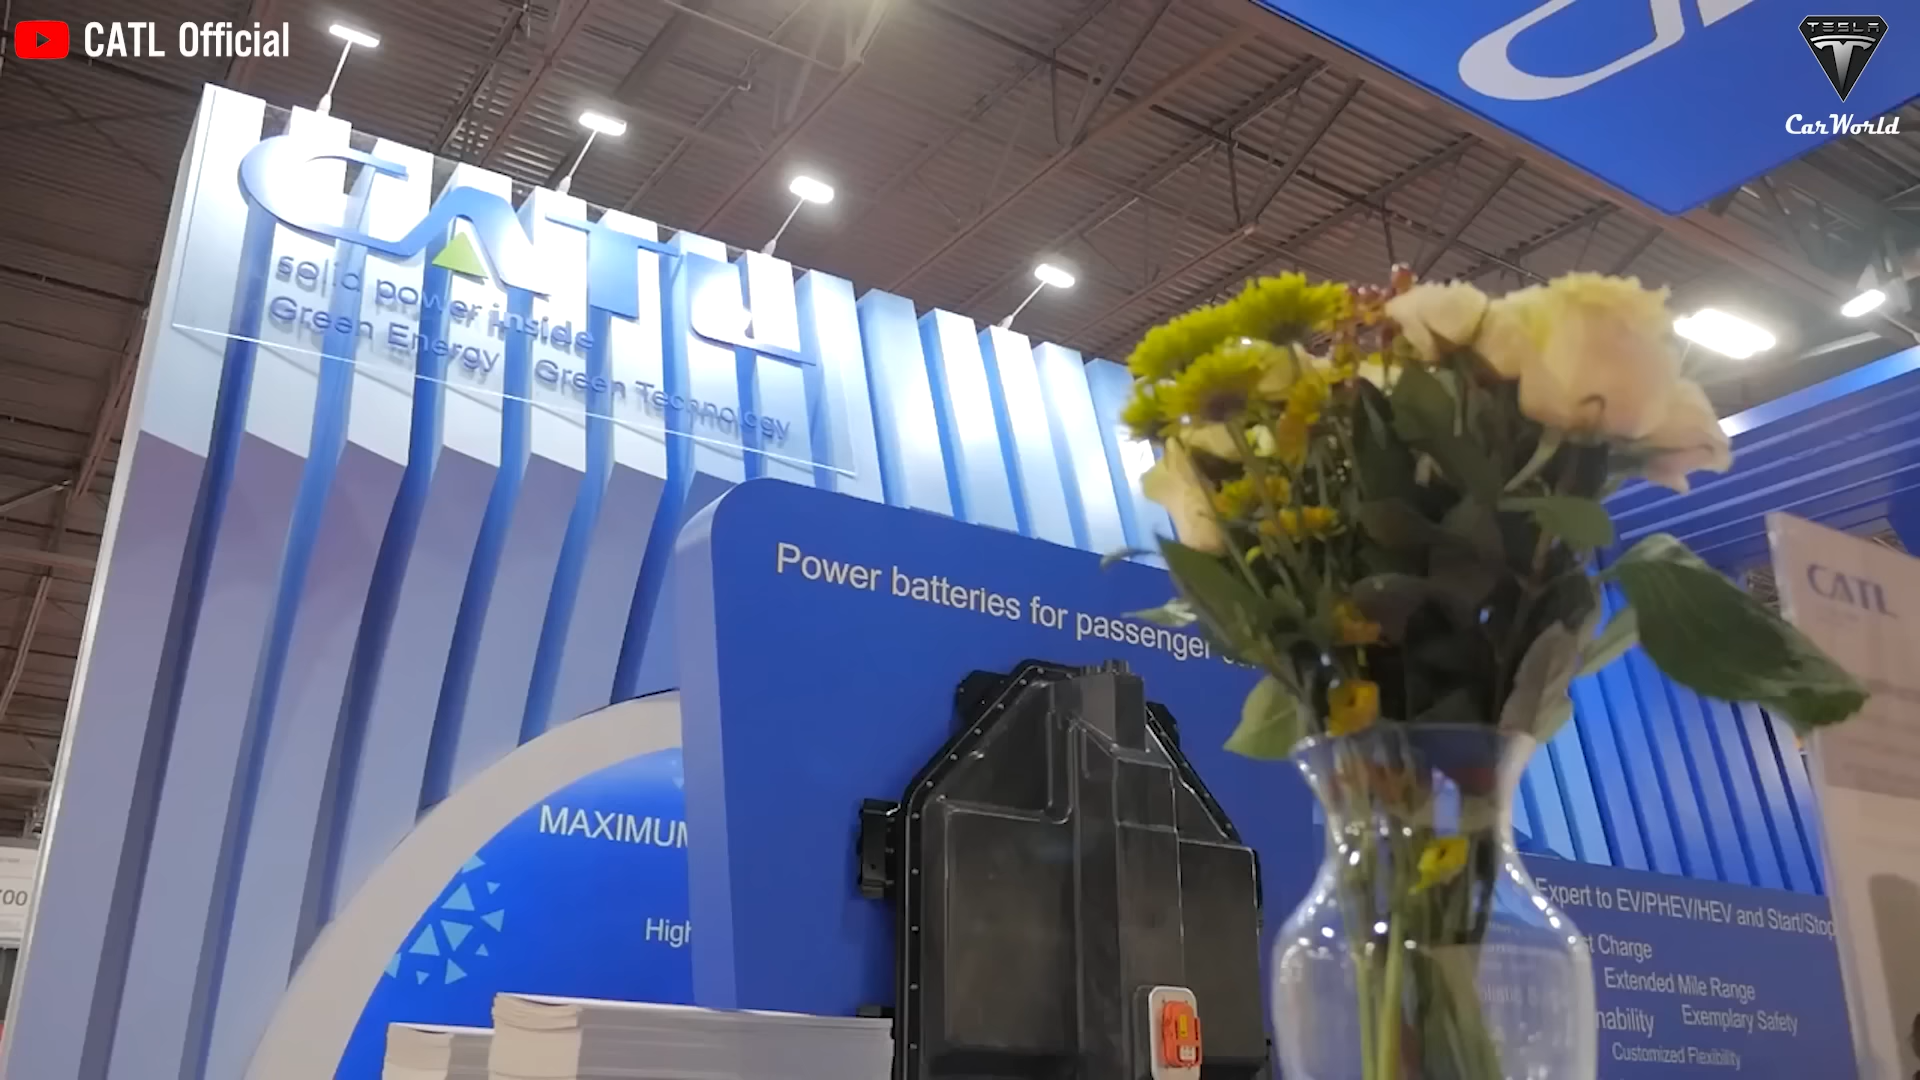 CATL Official
TESLA
CarWorld
CATL
solid power inside
Green Energy Green Technology
Power batteries for passenger
CATL
MAXIMUM
High
700
Expert to EV/PHEV/HEV and Start/Stop
Charge
Extended Mile Range
Exemplary Safety
Customized Flexibility